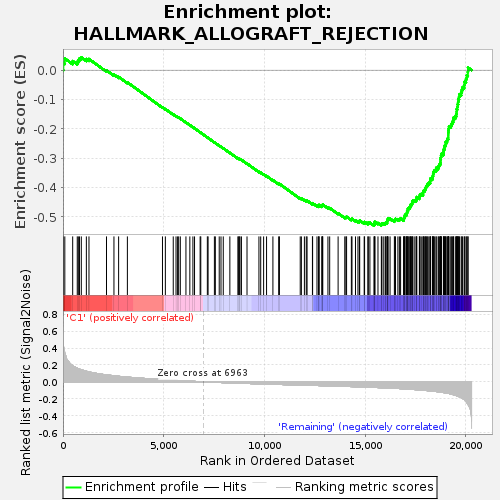 Enrichment plot:
HALLMARK_ALLOGRAFT_REJECTION
Enrichment score (ES)
0.0
-0.1
-0.2
-0.3
-0.4
-0.5
Ranked list metric (Signal2Noise)
0.8
0.6
0.4
0.2
0.0
-0.2
-0.4
-0.6
'C1' (positively correlated)
Zero cross at 6963
'Remaining' (negatively correlated)
0
5,000
10,000
15,000
20,000
Rank in Ordered Dataset
Enrichment profile
Hits
Ranking metric scores